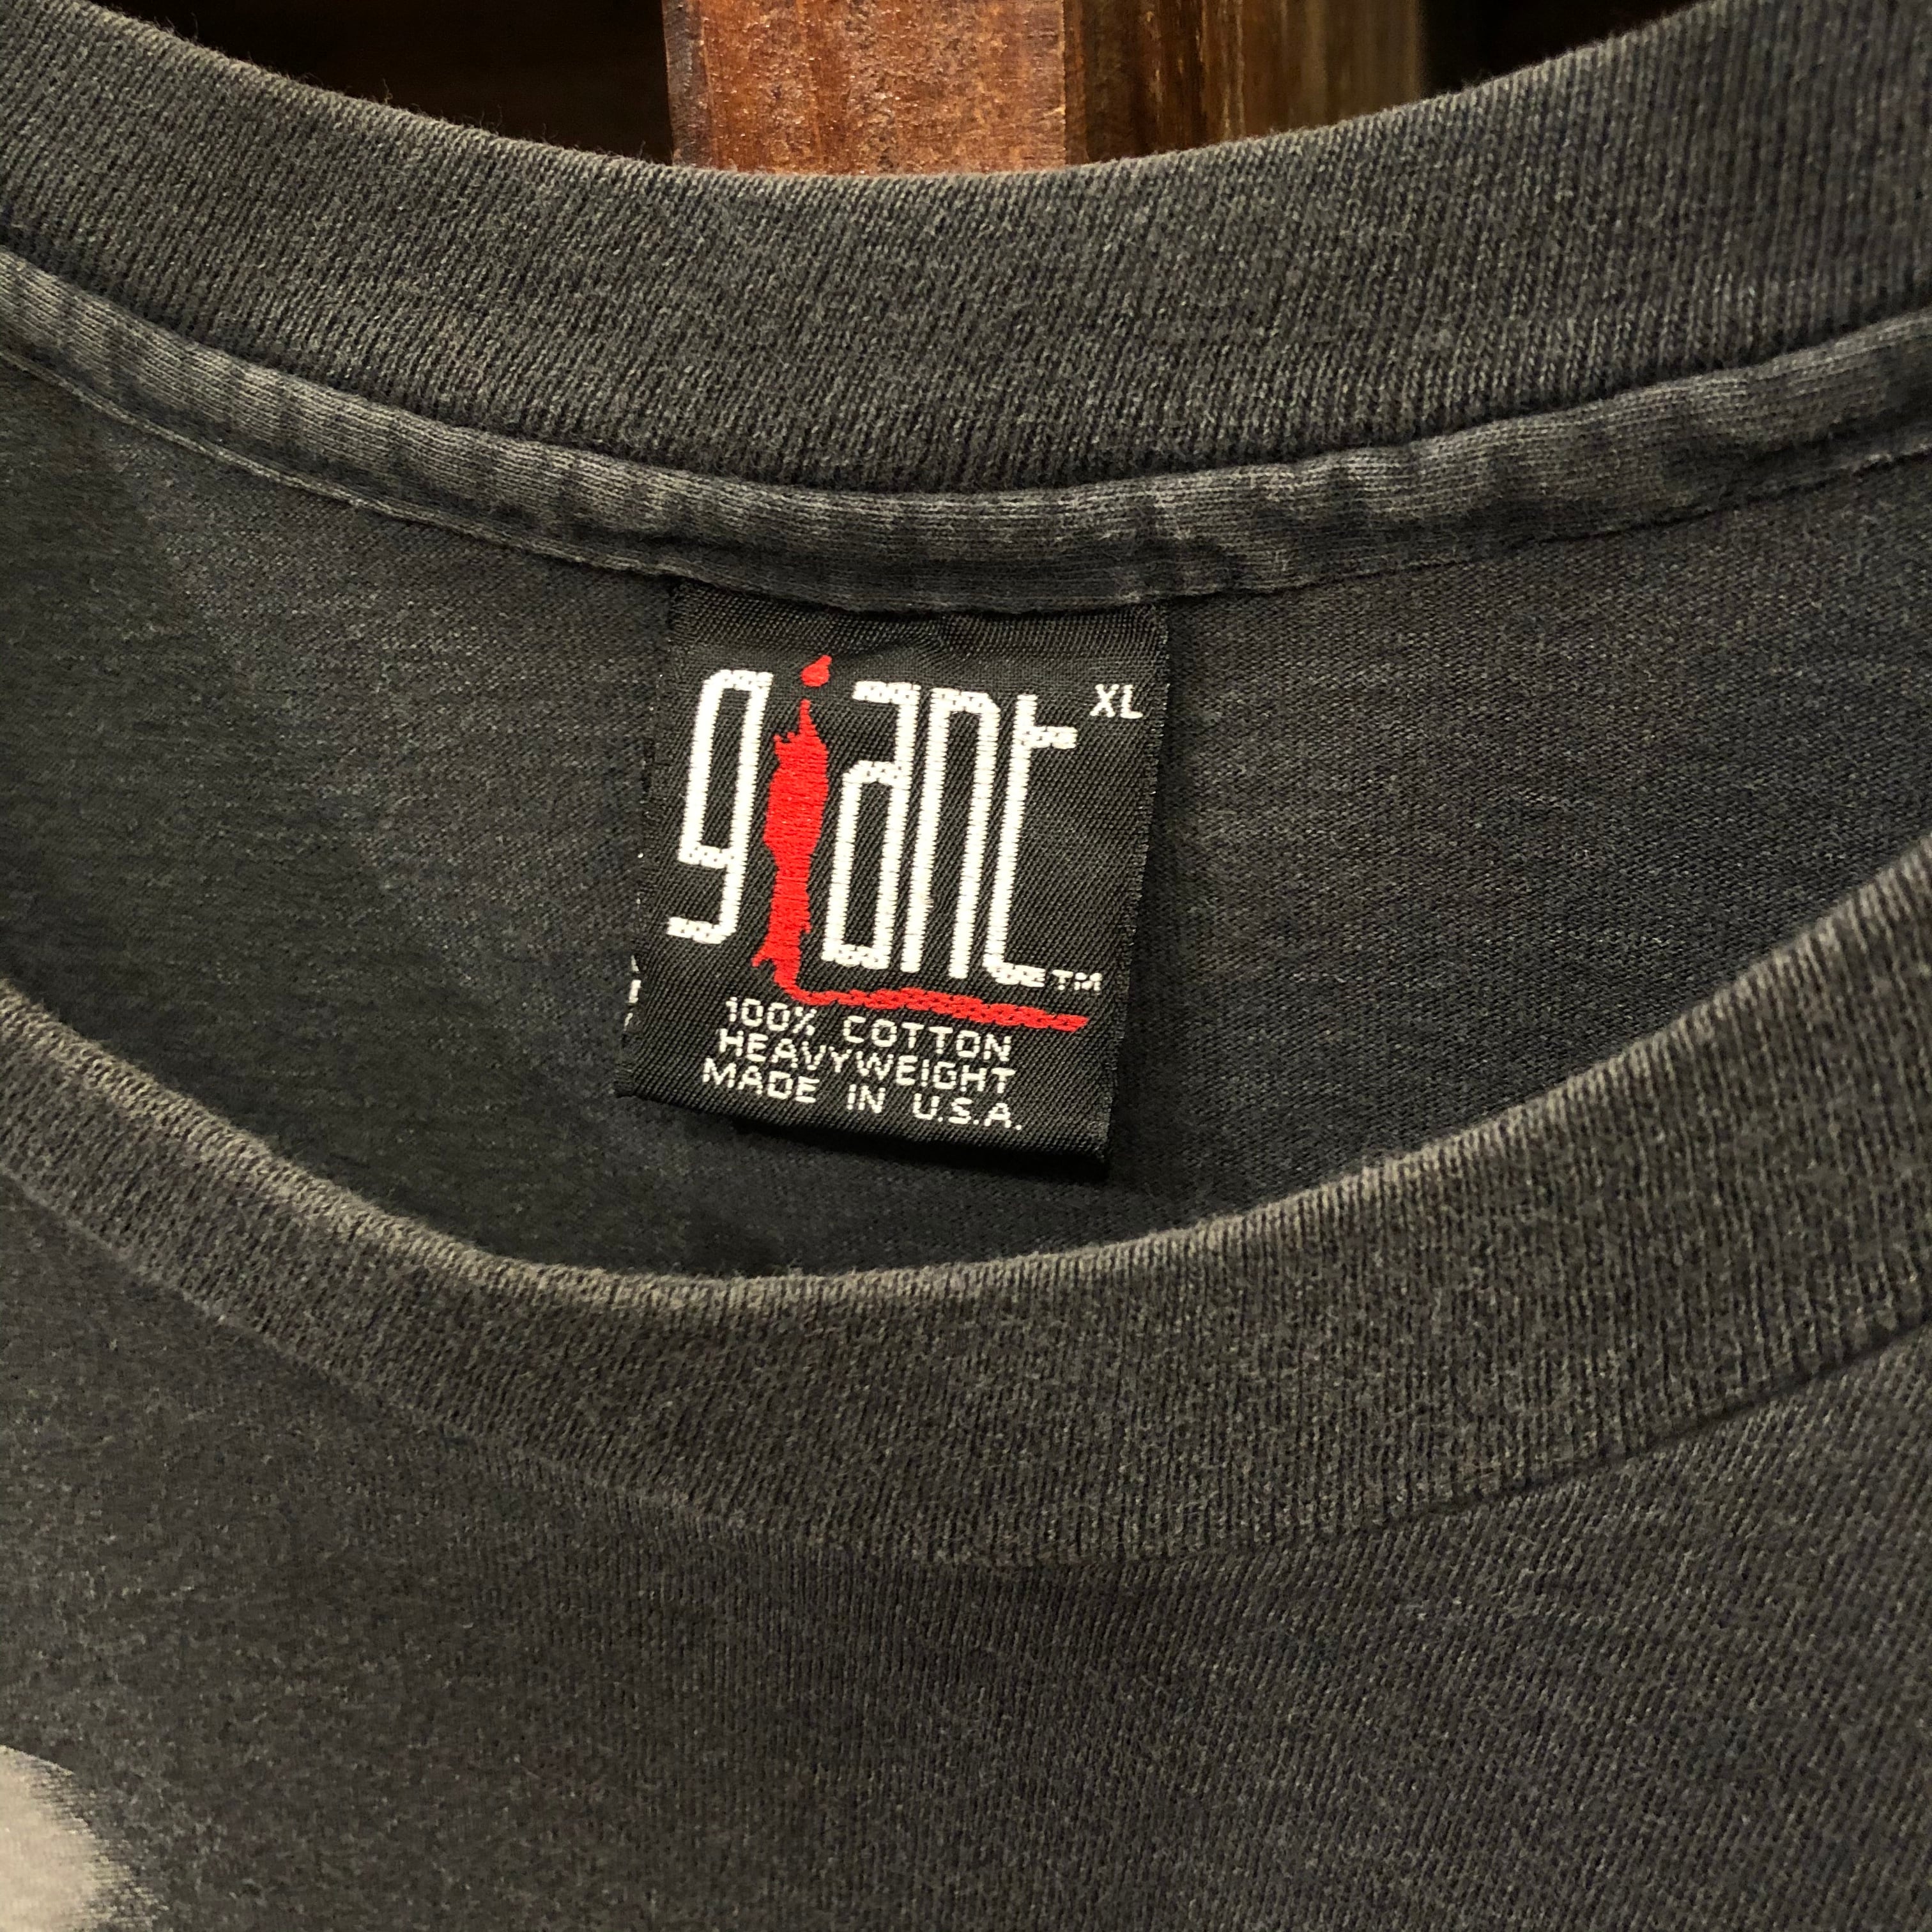 giant XL
TM
100% COTTON
HEAVYWEIGHT
MADE IN U.S.A.